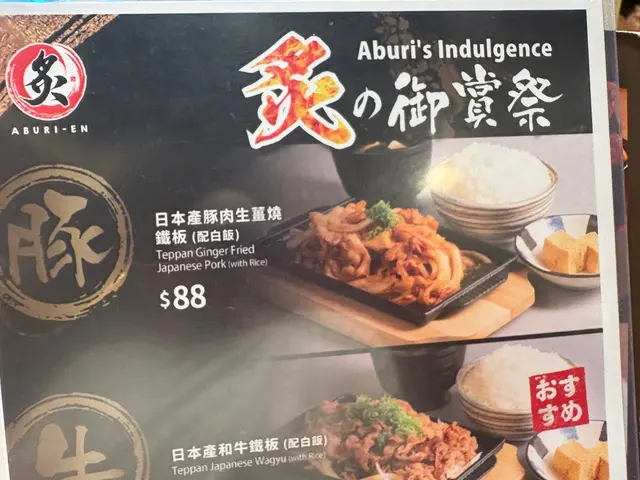 炙
ABURI-EN
Aburi's Indulgence
炙の御賞祭
豚
日本產豚肉生薑燒
鐵板 (配白飯)
Teppan Ginger Fried
Japanese Pork (with Rice)
$88
おすすめ
牛
日本產和牛鐵板 (配白飯)
Teppan Japanese Wagyu (with Rice)